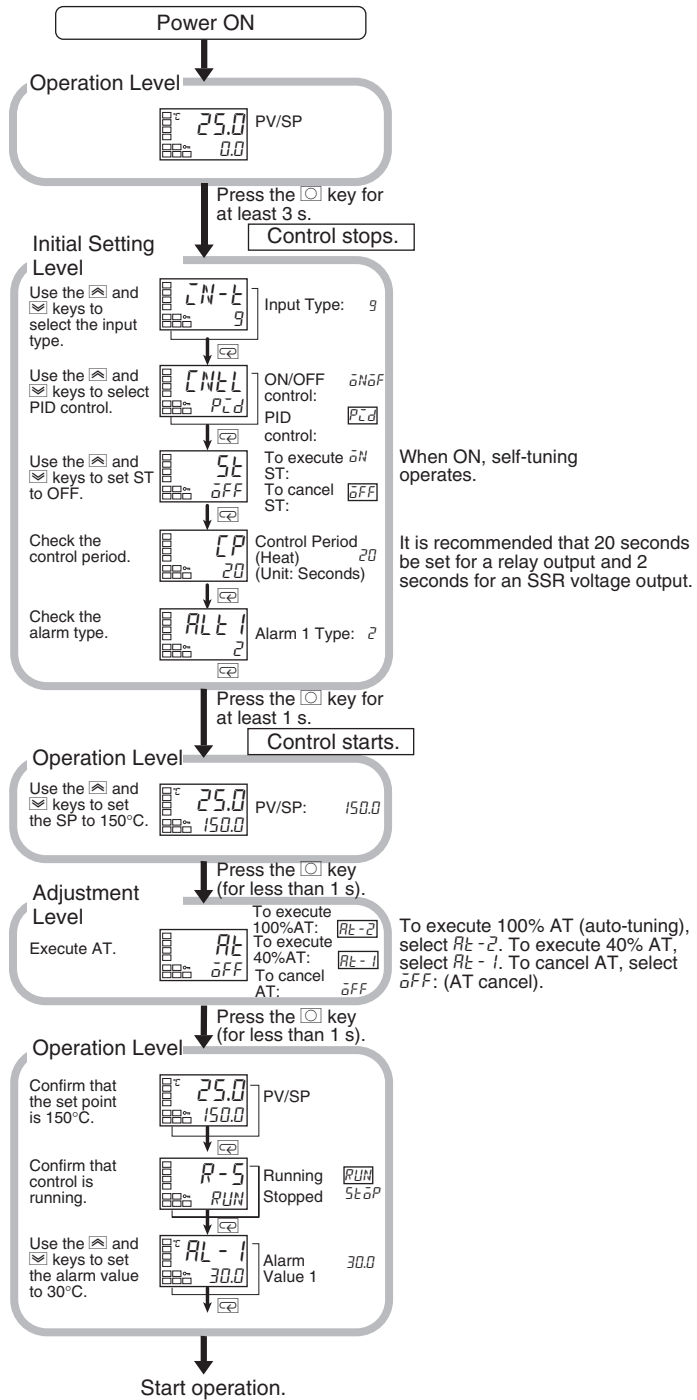 Power ON
Operation Level
25.0
0.0
PV/SP
Press the key for
at least 3 s.
Control stops.
Initial Setting
Level
Use the and
keys to
select the input
type.
iN-t
9
Input Type: 9
Use the and
keys to select
PID control.
CNtL
Pid
ON/OFF
control: oNoF
PID
control: Pid
Use the and
keys to set ST
to OFF.
St
oFF
To execute
ST: oN
To cancel
ST: oFF
When ON, self-tuning
operates.
Check the
control period.
CP
20
Control Period
(Heat) 20
(Unit: Seconds)
It is recommended that 20 seconds
be set for a relay output and 2
seconds for an SSR voltage output.
Check the
alarm type.
ALt1
2
Alarm 1 Type: 2
Press the key for
at least 1 s.
Control starts.
Operation Level
Use the and
keys to set
the SP to 150°C.
25.0
150.0
PV/SP: 150.0
Press the key
(for less than 1 s).
Adjustment
Level
Execute AT.
At
oFF
To execute
100%AT: At-2
To execute
40%AT: At-1
To cancel
AT: oFF
To execute 100% AT (auto-tuning),
select At-2. To execute 40% AT,
select At-1. To cancel AT, select
oFF: (AT cancel).
Press the key
(for less than 1 s).
Operation Level
Confirm that
the set point
is 150°C.
25.0
150.0
PV/SP
Confirm that
control is
running.
R-S
RUN
Running RUN
Stopped StoP
Use the and
keys to set
the alarm value
to 30°C.
AL-1
30.0
Alarm
Value 1 30.0
Start operation.